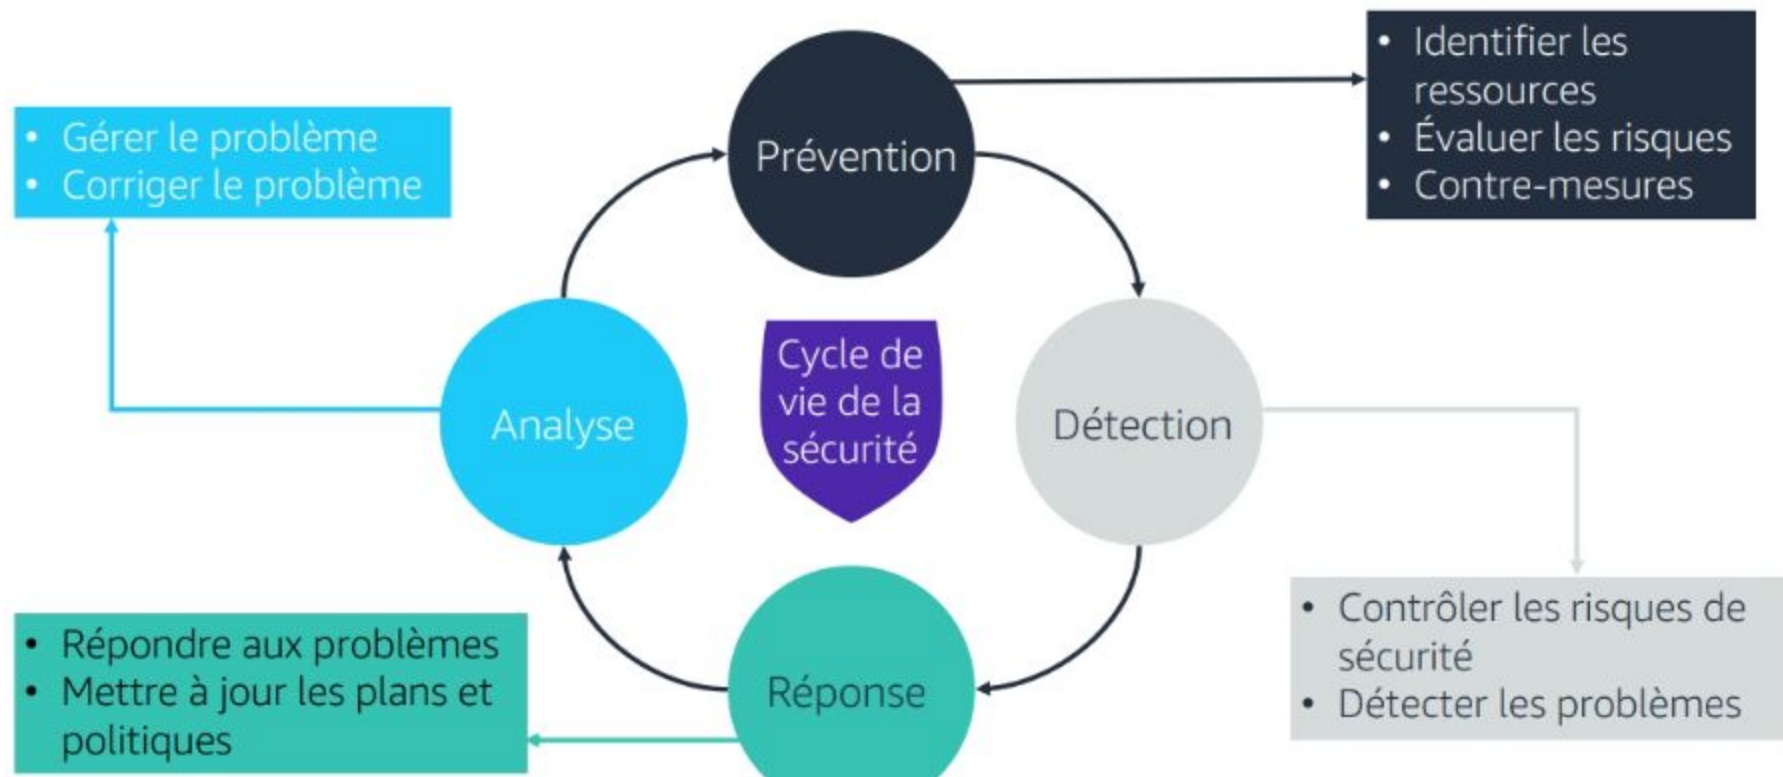 • Identifier les
ressources
• Évaluer les risques
• Contre-mesures
• Gérer le problème
• Corriger le problème
Prévention
Cycle de
vie de la
sécurité
Analyse
Détection
• Répondre aux problèmes
• Mettre à jour les plans et
politiques
Réponse
• Contrôler les risques de
sécurité
• Détecter les problèmes